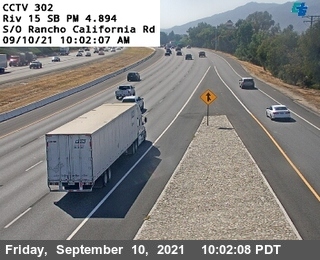 CCTV 302
Riv 15 SB PM 4.894
S/O Rancho California Rd
09/10/21 10:02:07 AM
Friday, September 10, 2021 10:02:08 PDT